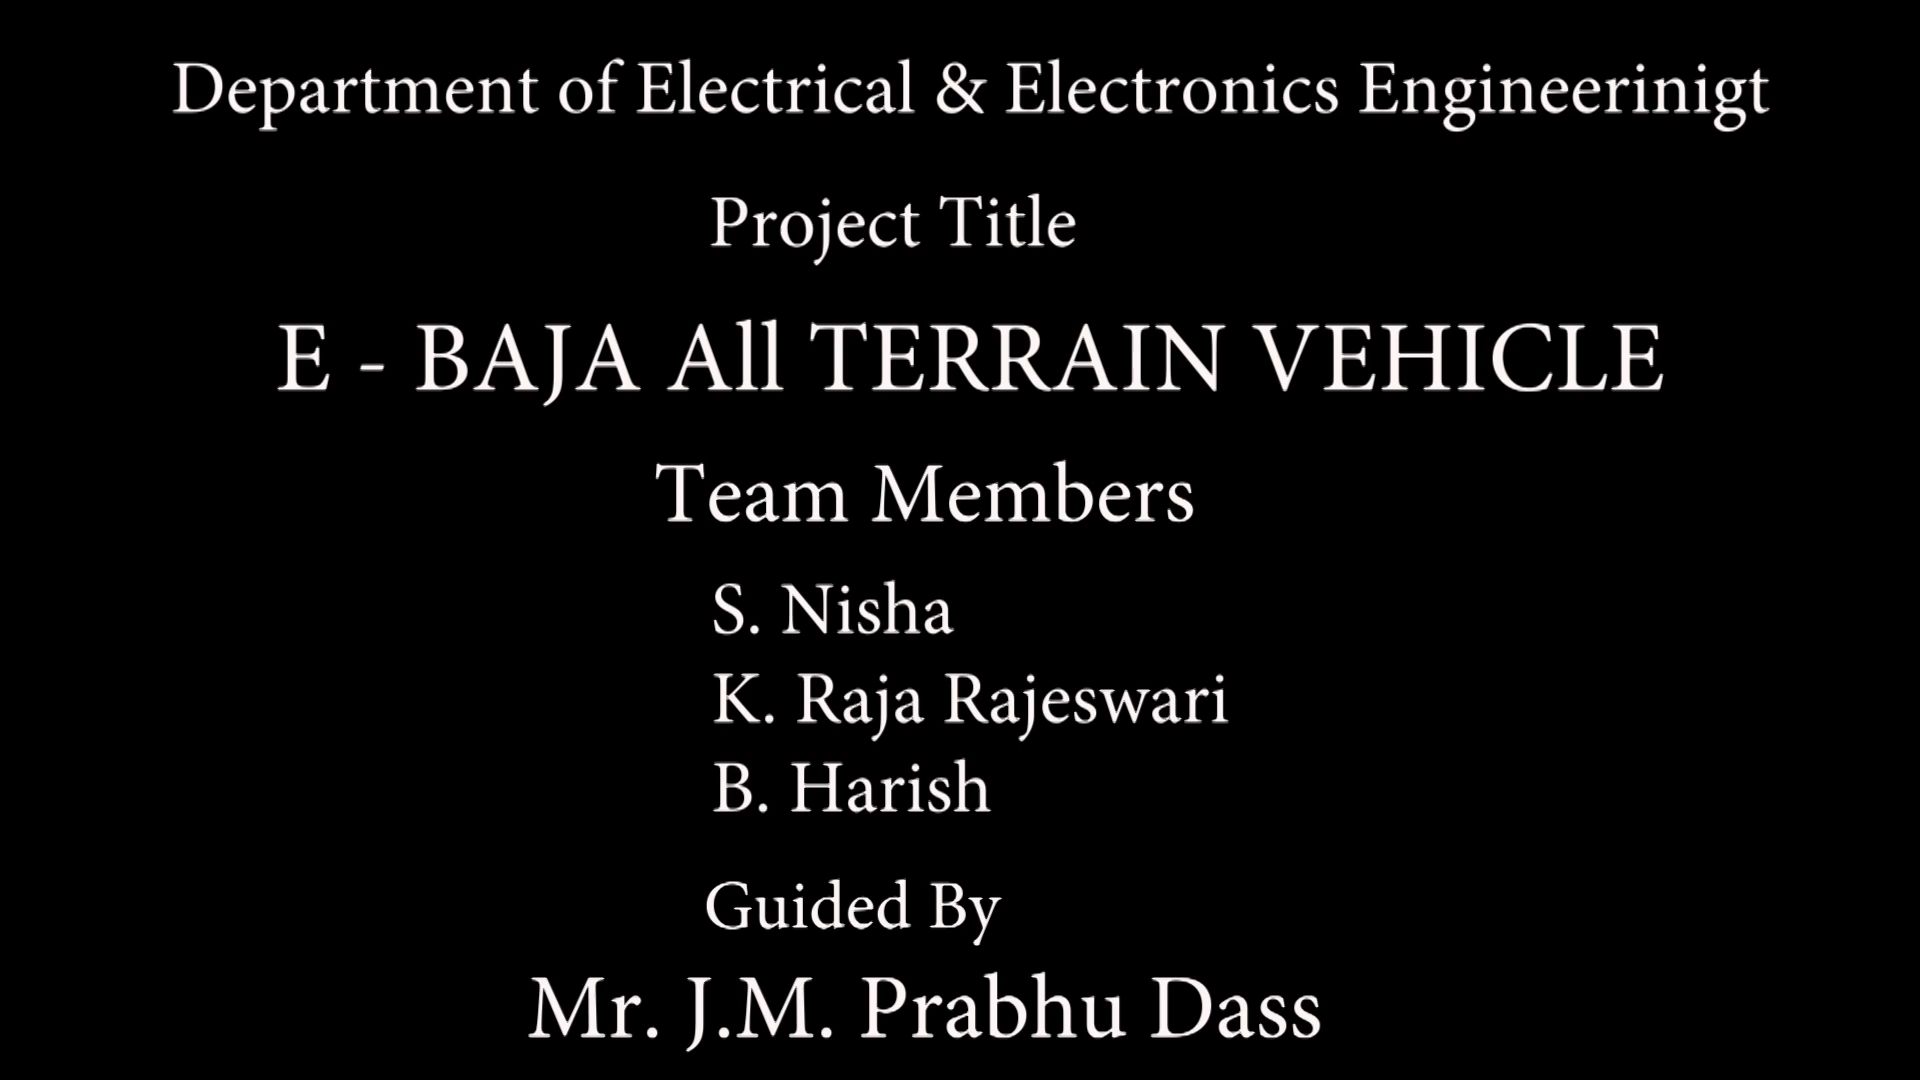 Department of Electrical & Electronics Engineerinigt
Project Title
E - BAJA All TERRAIN VEHICLE
Team Members
S. Nisha
K. Raja Rajeswari
B. Harish
Guided By
Mr. J.M. Prabhu Dass